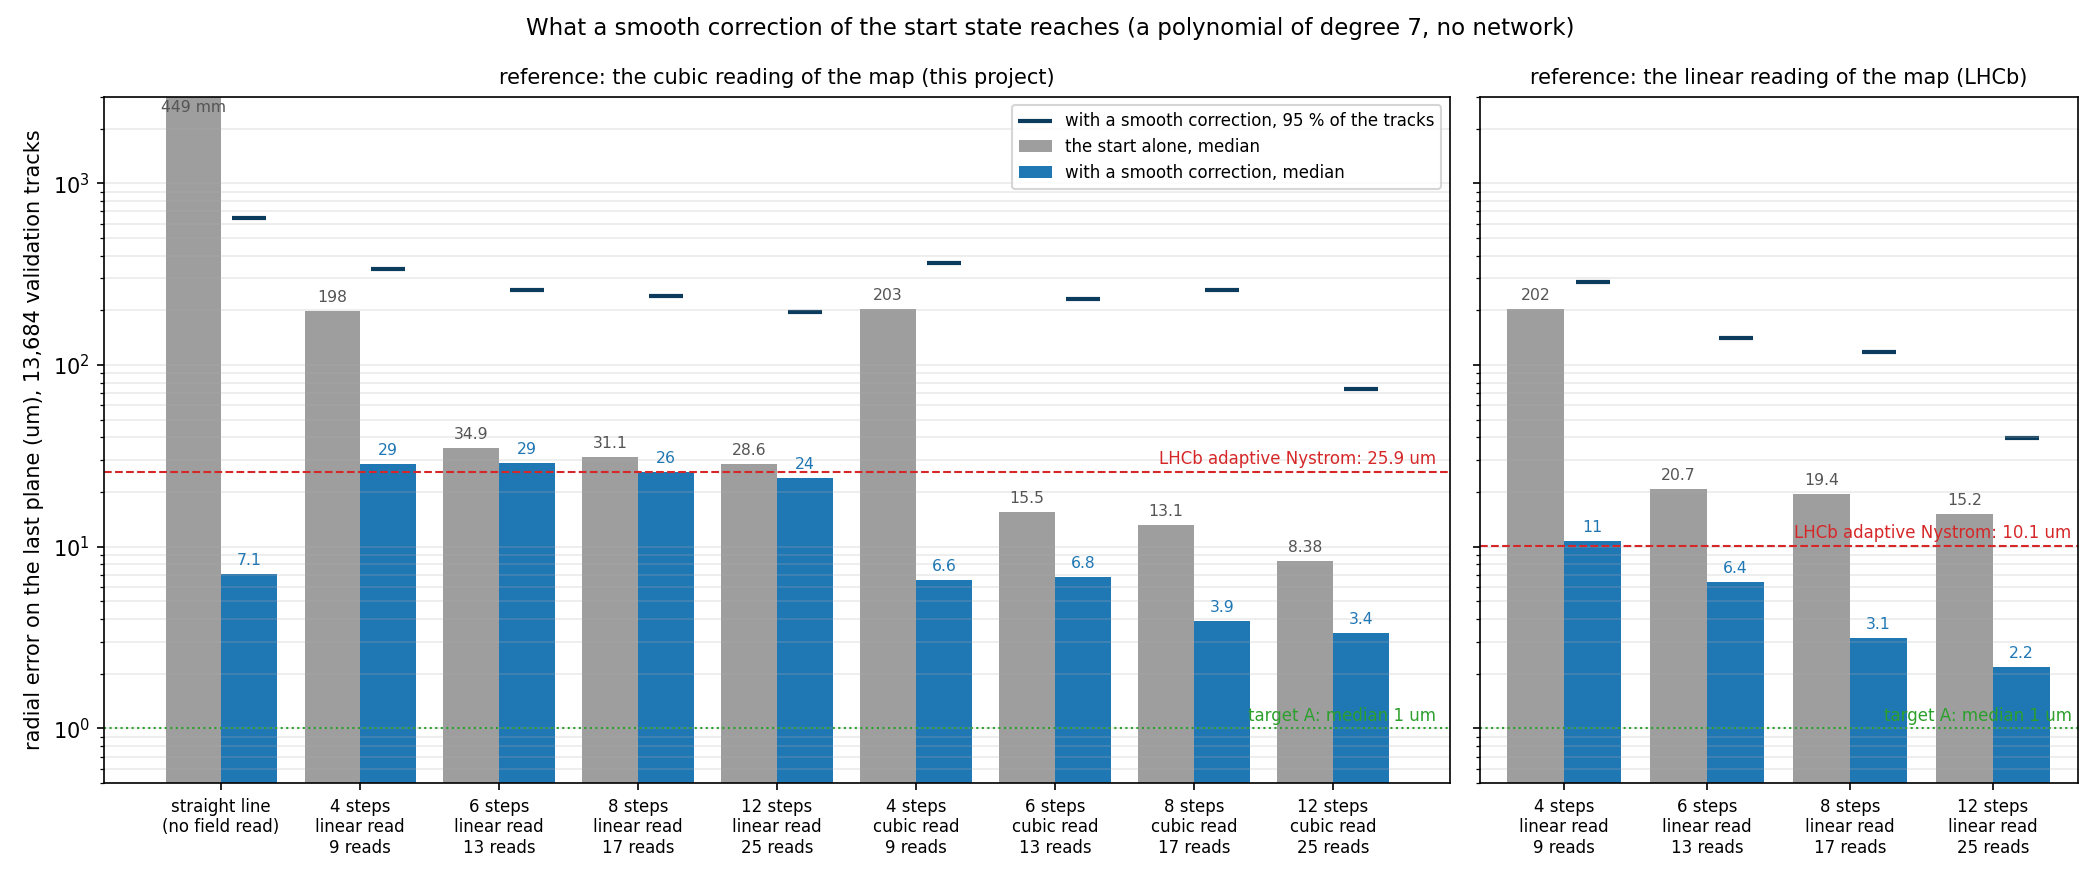 What a smooth correction of the start state reaches (a polynomial of degree 7, no network)
reference: the cubic reading of the map (this project)
reference: the linear reading of the map (LHCb)
radial error on the last plane (um), 13,684 validation tracks
10^3
10^2
10^1
10^0
with a smooth correction, 95 % of the tracks
the start alone, median
with a smooth correction, median
449 mm
7.1
198
29
34.9
29
31.1
26
28.6
24
203
6.6
15.5
6.8
13.1
3.9
8.38
3.4
LHCb adaptive Nystrom: 25.9 um
target A: median 1 um
202
11
20.7
6.4
19.4
3.1
15.2
2.2
LHCb adaptive Nystrom: 10.1 um
target A: median 1 um
straight line
(no field read)
4 steps
linear read
9 reads
6 steps
linear read
13 reads
8 steps
linear read
17 reads
12 steps
linear read
25 reads
4 steps
cubic read
9 reads
6 steps
cubic read
13 reads
8 steps
cubic read
17 reads
12 steps
cubic read
25 reads
4 steps
linear read
9 reads
6 steps
linear read
13 reads
8 steps
linear read
17 reads
12 steps
linear read
25 reads